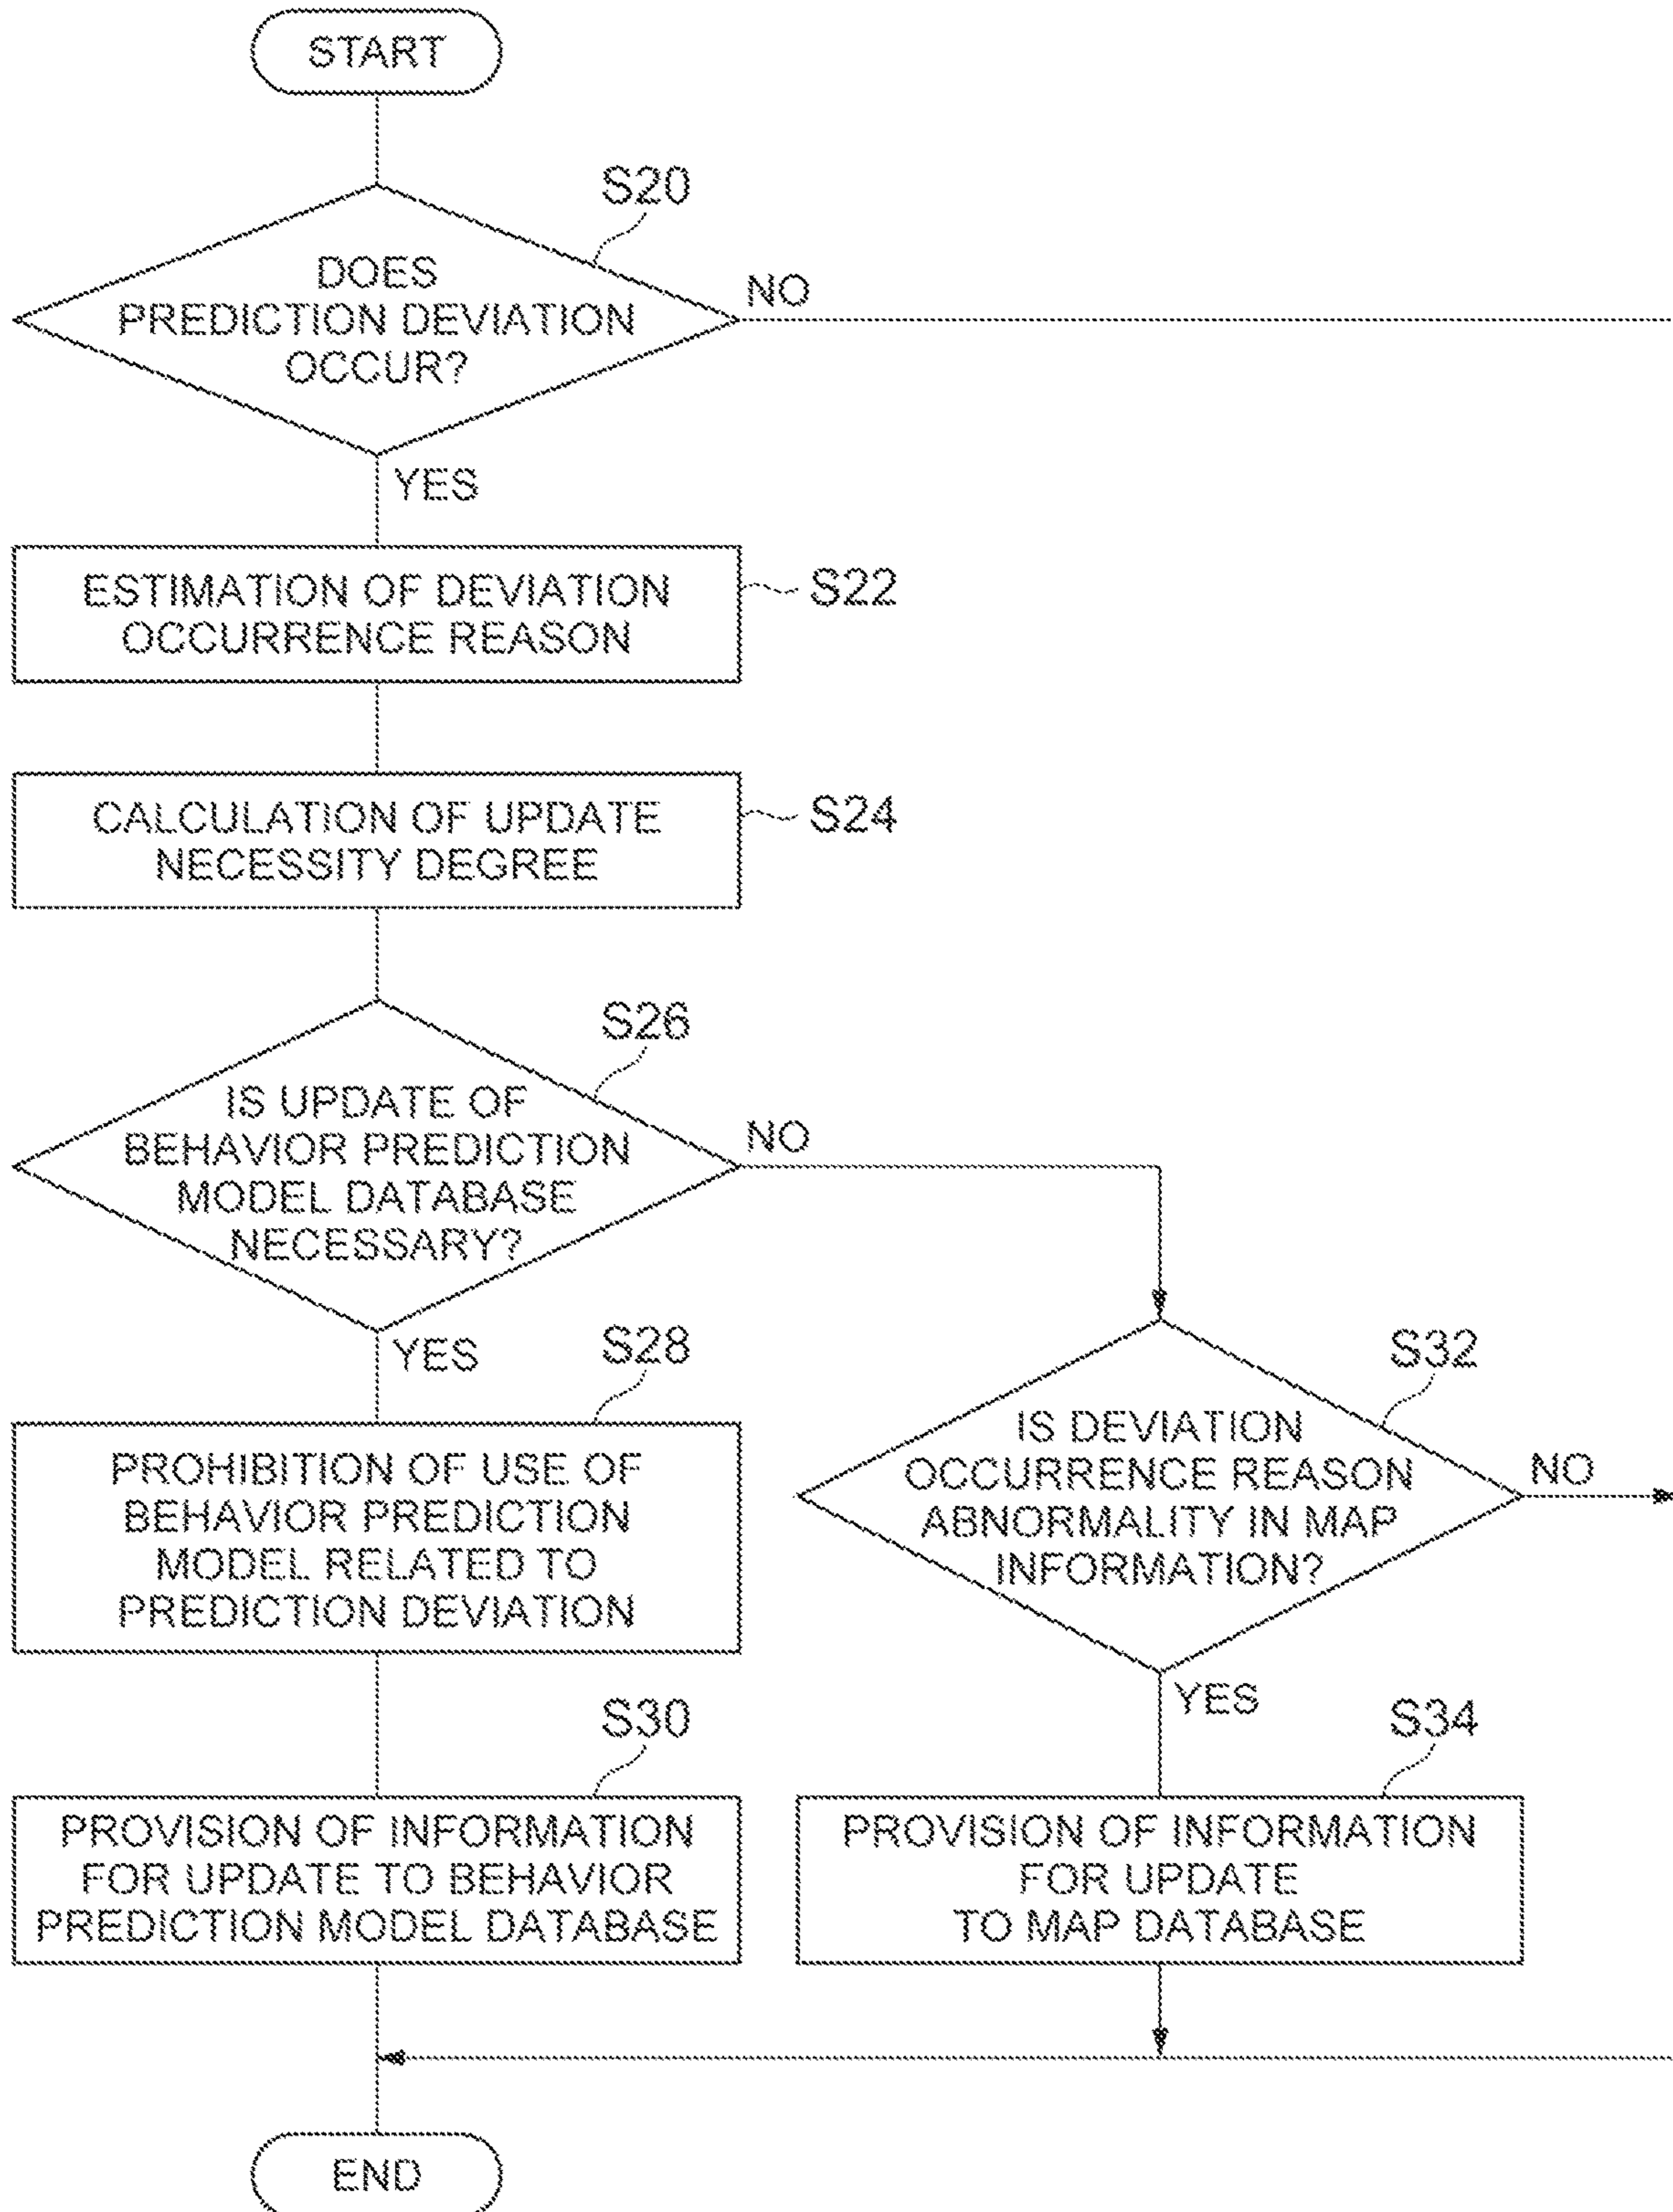 START
S20
DOES
PREDICTION DEVIATION
OCCUR?
NO
YES
ESTIMATION OF DEVIATION
OCCURRENCE REASON
S22
CALCULATION OF UPDATE
NECESSITY DEGREE
S24
S26
IS UPDATE OF
BEHAVIOR PREDICTION
MODEL DATABASE
NECESSARY?
NO
YES
S28
PROHIBITION OF USE OF
BEHAVIOR PREDICTION
MODEL RELATED TO
PREDICTION DEVIATION
S32
IS DEVIATION
OCCURRENCE REASON
ABNORMALITY IN MAP
INFORMATION?
NO
YES
S30
PROVISION OF INFORMATION
FOR UPDATE TO BEHAVIOR
PREDICTION MODEL DATABASE
S34
PROVISION OF INFORMATION
FOR UPDATE
TO MAP DATABASE
END